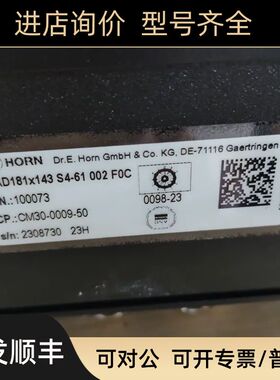 进店询价 型号齐全
HORN
Dr.E. Horn GmbH & Co. KG, DE-71116 Gaertringen
AD181x143 S4-61 002 F0C
.N.:100073
0098-23
CP.:CM30-0009-50
s/n: 2308730 23H
发顺丰
可对公 可开专票/普